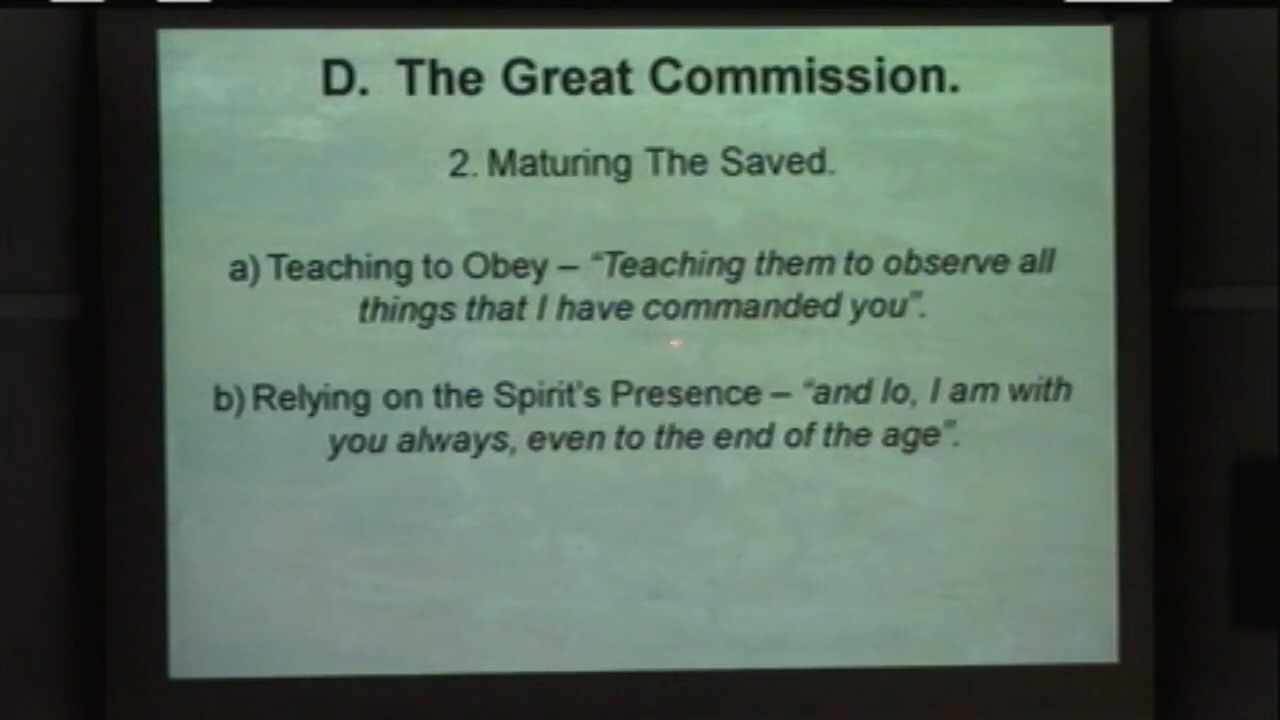 D. The Great Commission.
2. Maturing The Saved.
a) Teaching to Obey – “Teaching them to observe all
things that I have commanded you”.
b) Relying on the Spirit's Presence – “and lo, I am with
you always, even to the end of the age”.